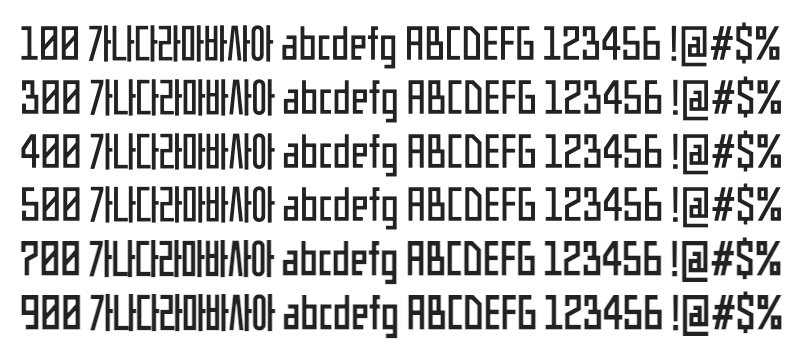 100 가나다라마바사아 abcdefg ABCDEFG 123456 !@#$%
300 가나다라마바사아 abcdefg ABCDEFG 123456 !@#$%
400 가나다라마바사아 abcdefg ABCDEFG 123456 !@#$%
500 가나다라마바사아 abcdefg ABCDEFG 123456 !@#$%
700 가나다라마바사아 abcdefg ABCDEFG 123456 !@#$%
900 가나다라마바사아 abcdefg ABCDEFG 123456 !@#$%